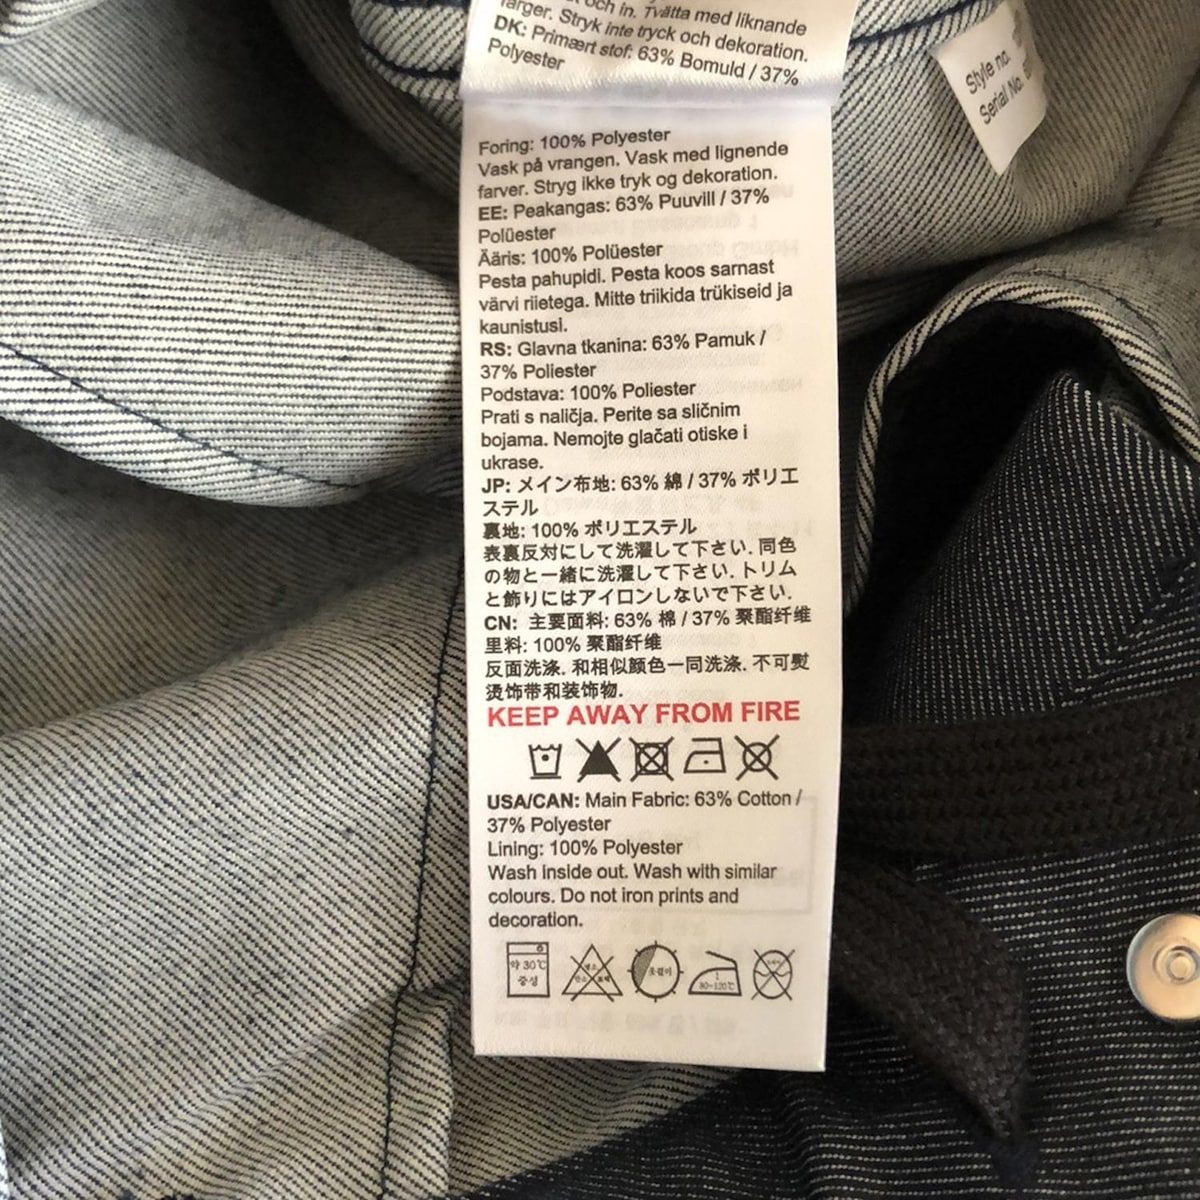 och in. Tvätta med liknande
färger. Stryk inte tryck och dekoration.
DK: Primært stof: 63% Bomuld / 37%
Polyester
Style no.
Serial No.
Foring: 100% Polyester
Vask på vrangen. Vask med lignende
farver. Stryg ikke tryk og dekoration.
EE: Peakangas: 63% Puuvill / 37%
Polüester
Ääris: 100% Polüester
Pesta pahupidi. Pesta koos sarnast
värvi riietega. Mitte triikida trükiseid ja
kaunistusi.
RS: Glavna tkanina: 63% Pamuk /
37% Poliester
Podstava: 100% Poliester
Prati s naličja. Perite sa sličnim
bojama. Nemojte glačati otiske i
ukrase.
JP: メイン布地: 63% 綿 / 37% ポリエ
ステル
裏地: 100% ポリエステル
表裏反対にして洗濯して下さい. 同色
の物と一緒に洗濯して下さい. トリム
と飾りにはアイロンしないで下さい.
CN: 主要面料: 63% 棉 / 37% 聚酯纤维
里料: 100% 聚酯纤维
反面洗涤. 和相似颜色一同洗涤. 不可熨
烫饰带和装饰物.
KEEP AWAY FROM FIRE
USA/CAN: Main Fabric: 63% Cotton /
37% Polyester
Lining: 100% Polyester
Wash inside out. Wash with similar
colours. Do not iron prints and
decoration.
약 30℃
중성
옷걸이
80~120℃